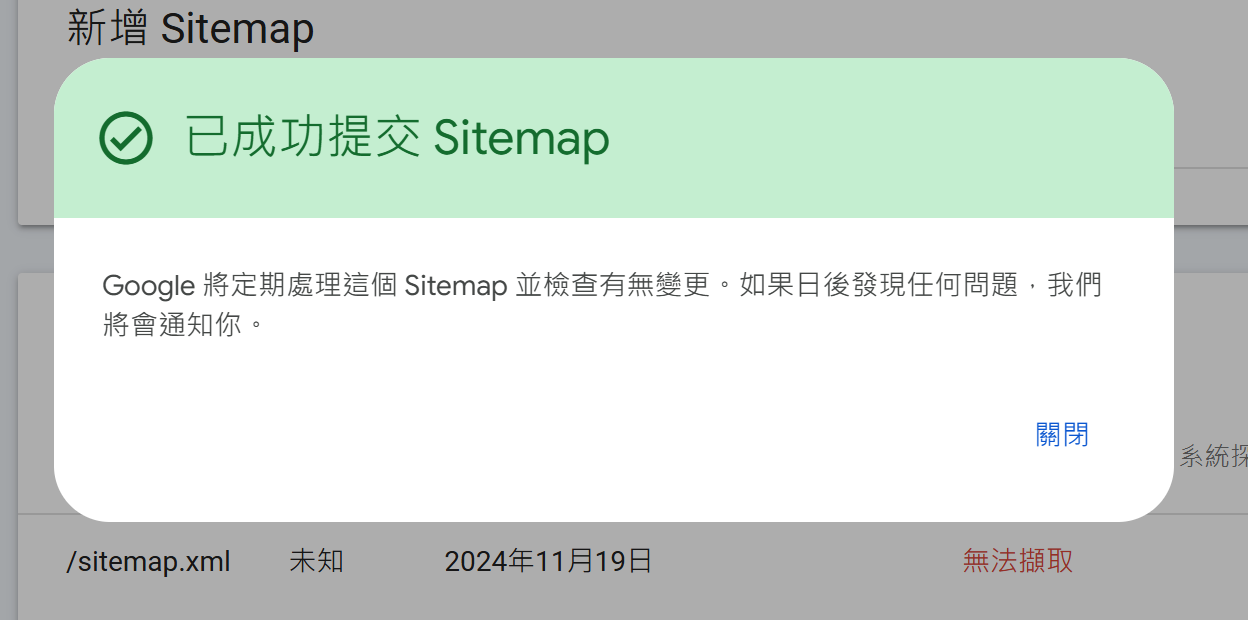 新增 Sitemap
已成功提交 Sitemap
Google 將定期處理這個 Sitemap 並檢查有無變更。如果日後發現任何問題，我們
將會通知你。
關閉
系統探
/sitemap.xml 未知 2024年11月19日 無法擷取